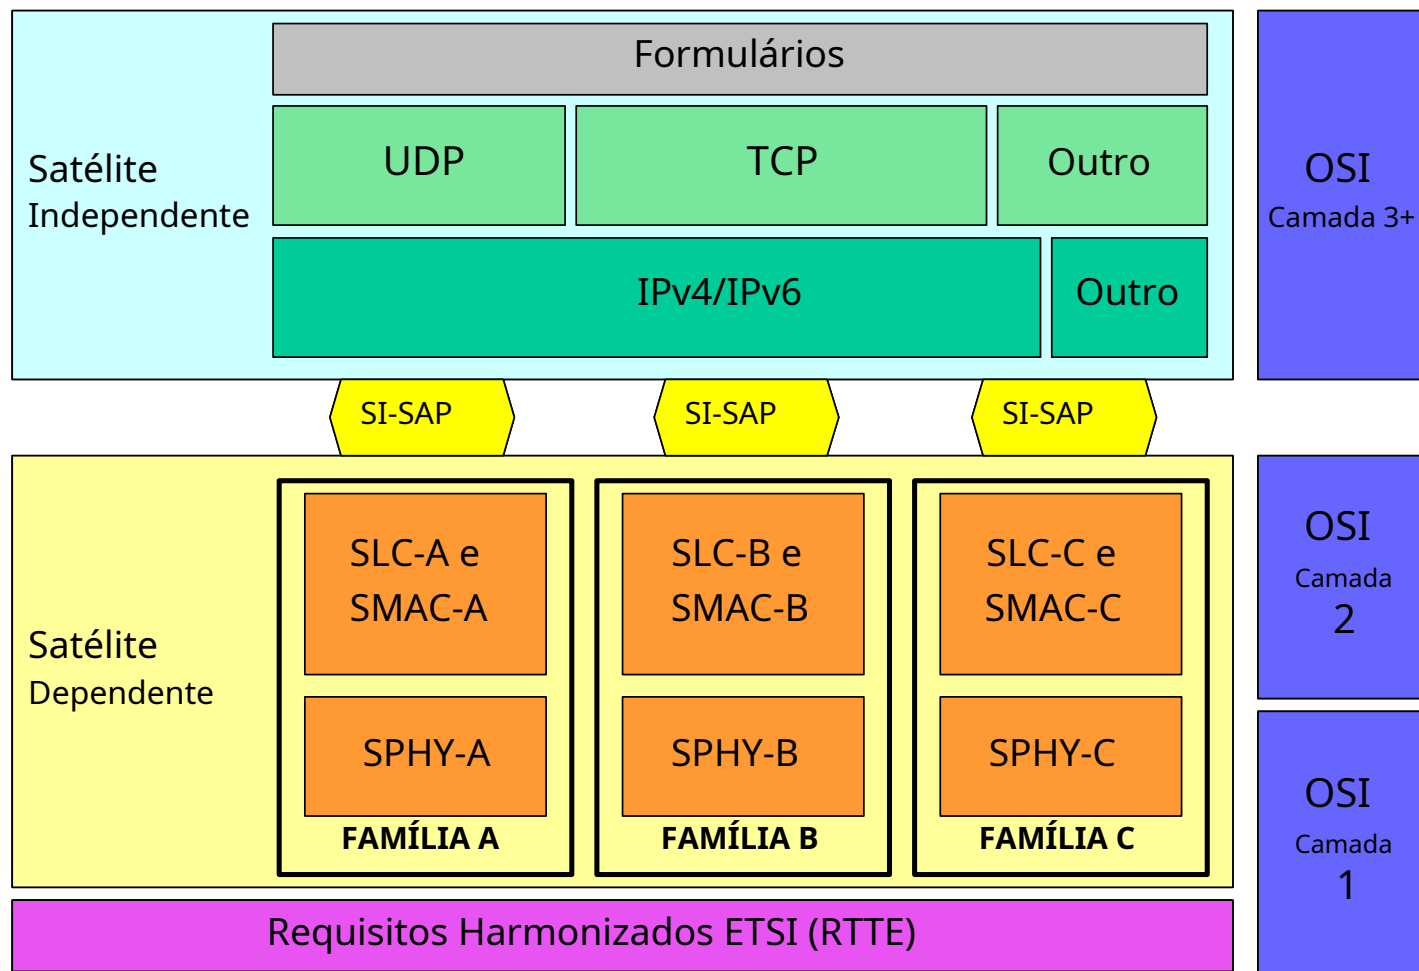 Formulários
UDP
TCP
Outro
Satélite
Independente
IPv4/IPv6
Outro
OSI
Camada 3+
SI-SAP
SI-SAP
SI-SAP
SLC-A e
SMAC-A
SLC-B e
SMAC-B
SLC-C e
SMAC-C
OSI
Camada
2
Satélite
Dependente
SPHY-A
SPHY-B
SPHY-C
FAMÍLIA A
FAMÍLIA B
FAMÍLIA C
OSI
Camada
1
Requisitos Harmonizados ETSI (RTTE)